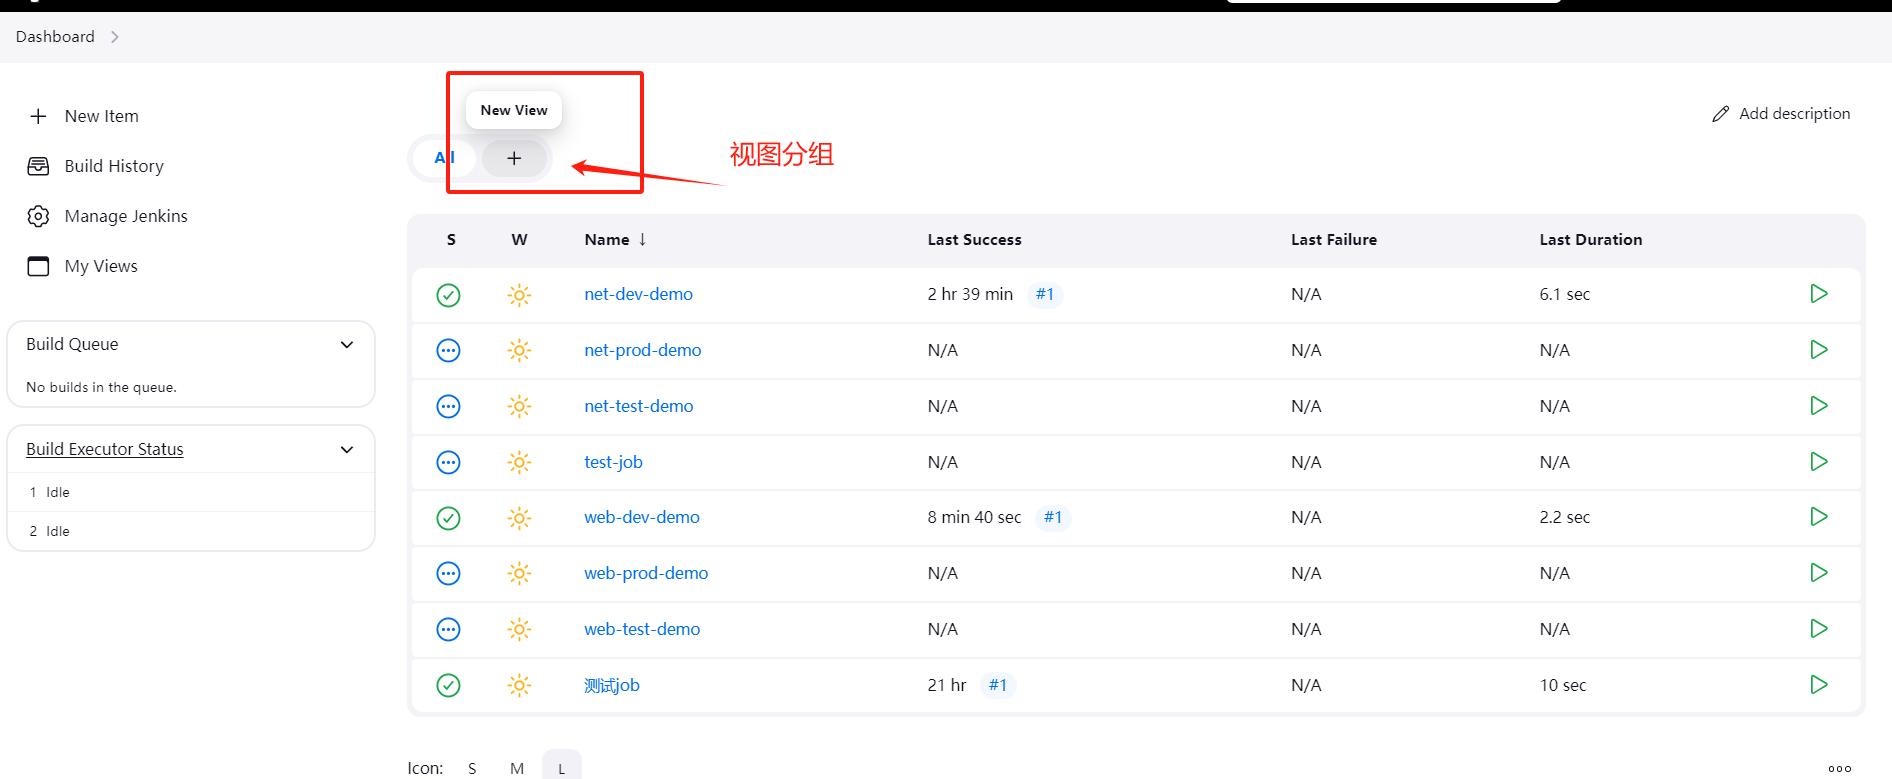 Dashboard
New Item
Build History
Manage Jenkins
My Views
Build Queue
No builds in the queue.
Build Executor Status
1 Idle
2 Idle
New View
All +
视图分组
Add description
S W Name ↓ Last Success Last Failure Last Duration
net-dev-demo 2 hr 39 min #1 N/A 6.1 sec
net-prod-demo N/A N/A N/A
net-test-demo N/A N/A N/A
test-job N/A N/A N/A
web-dev-demo 8 min 40 sec #1 N/A 2.2 sec
web-prod-demo N/A N/A N/A
web-test-demo N/A N/A N/A
测试job 21 hr #1 N/A 10 sec
Icon: S M L